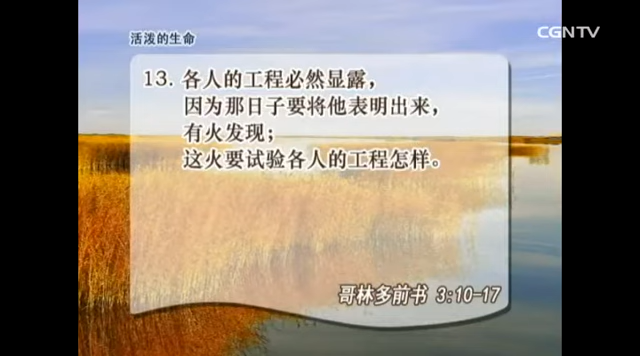 活泼的生命
CGNTV
13. 各人的工程必然显露，
因为那日子要将他表明出来，
有火发现；
这火要试验各人的工程怎样。
哥林多前书 3:10-17